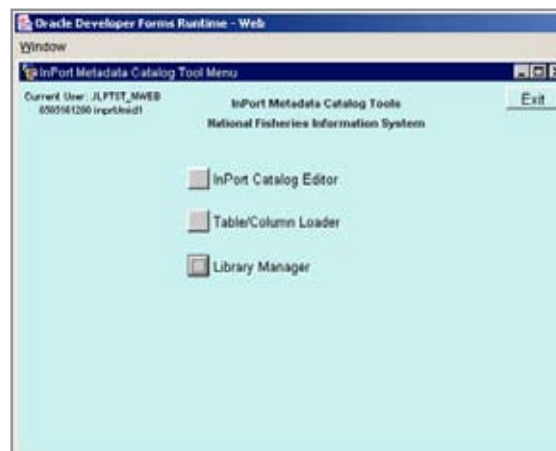 Oracle Developer Forms Runtime - Web
Window
InPort Metadata Catalog Tool Menu
Current User: JLPTST_MWEB
InPort Metadata Catalog Tools
Exit
National Fisheries Information System
InPort Catalog Editor
Table/Column Loader
Library Manager